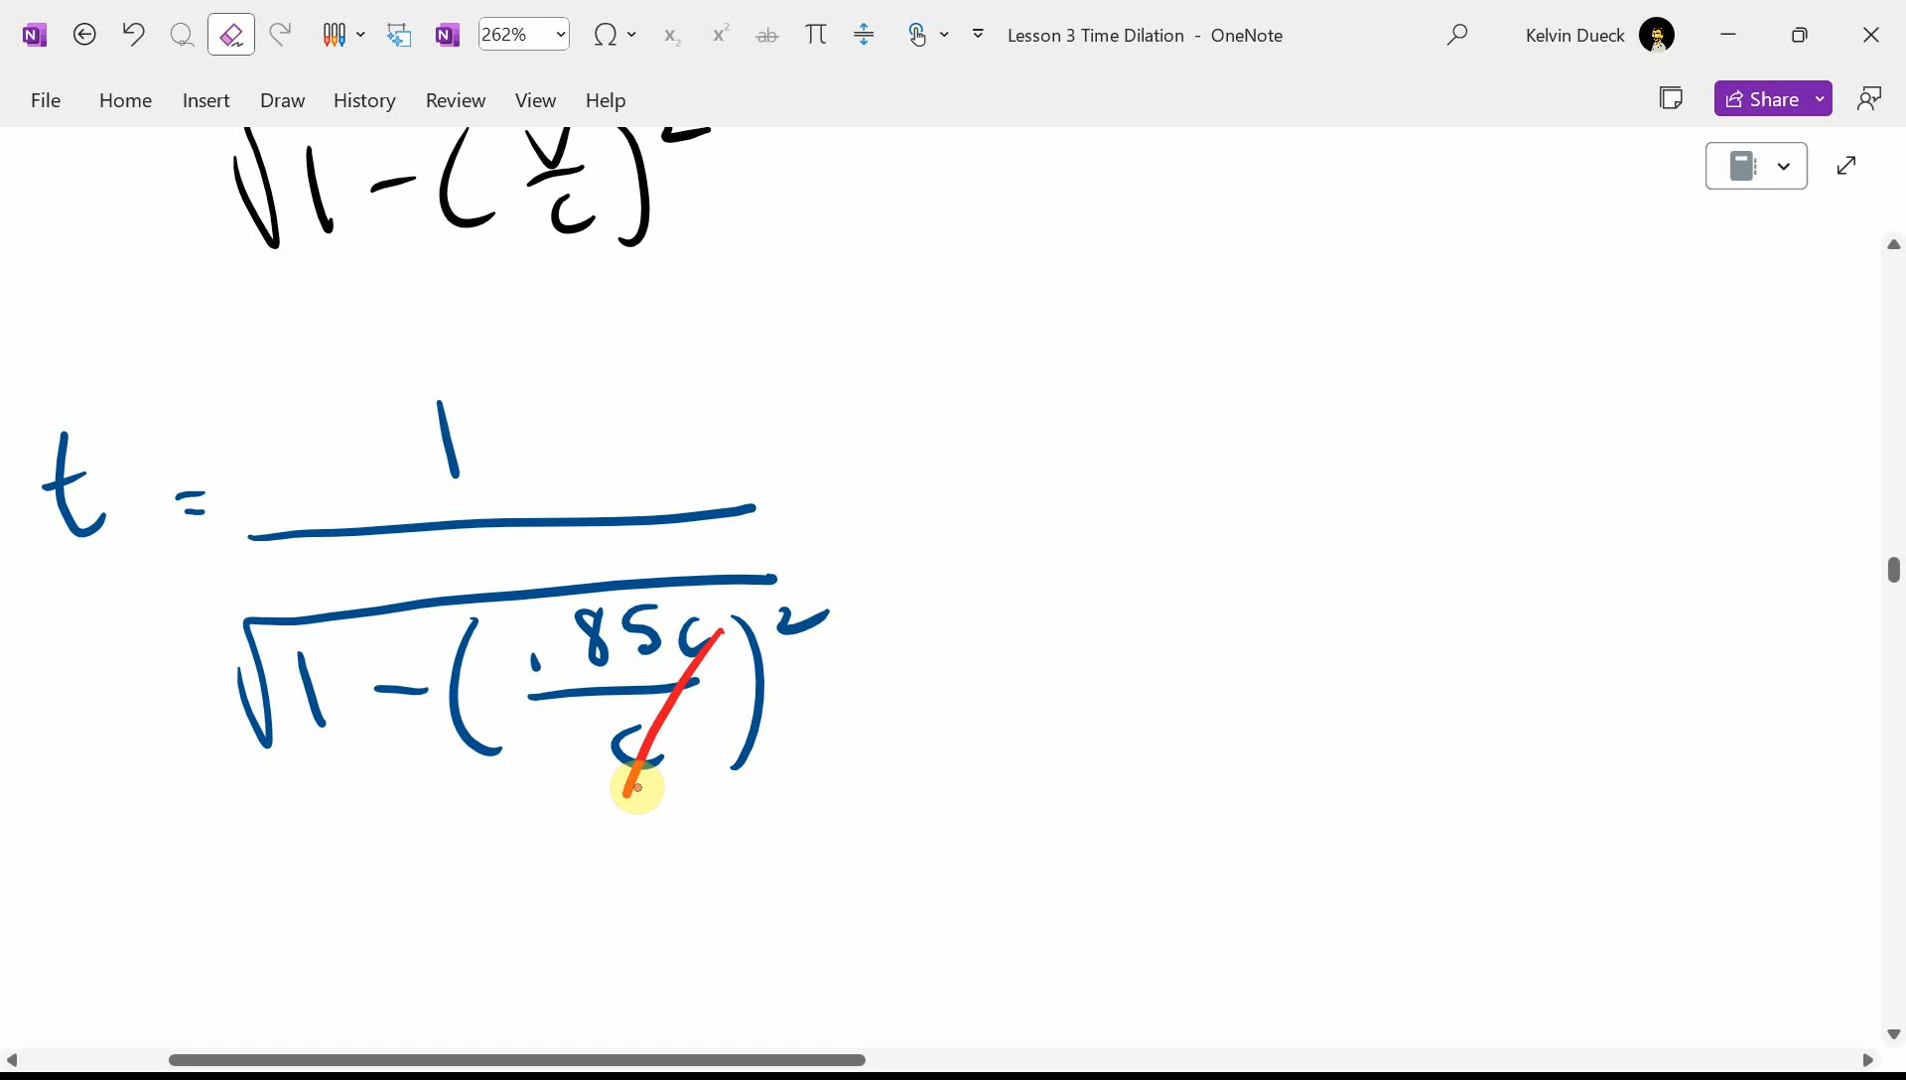 262% Lesson 3 Time Dilation - OneNote Kelvin Dueck
File Home Insert Draw History Review View Help Share
√1 - (v/c)²
t = 1
√1 - (.85c/c)²